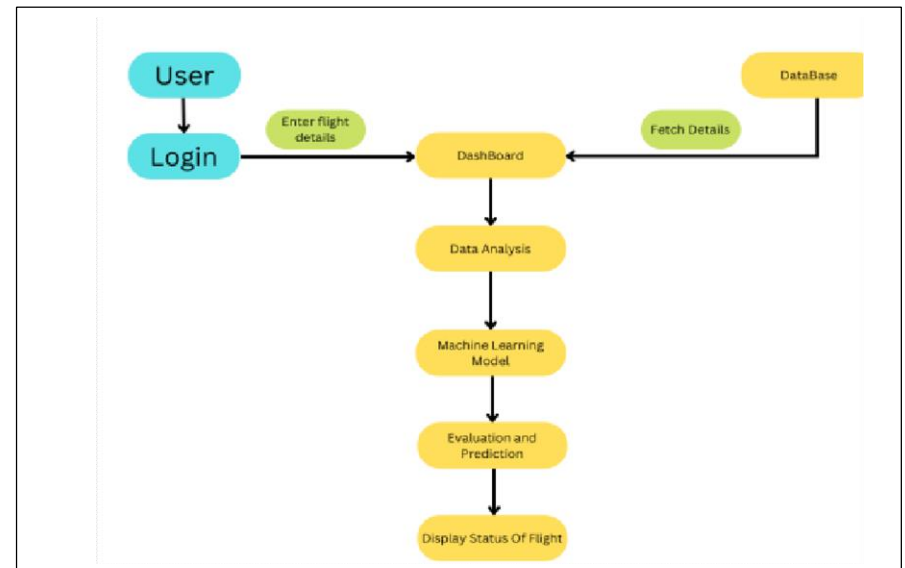 User
DataBase
Enter flight
details
Fetch Details
Login
DashBoard
Data Analysis
Machine Learning
Model
Evaluation and
Prediction
Display Status Of Flight